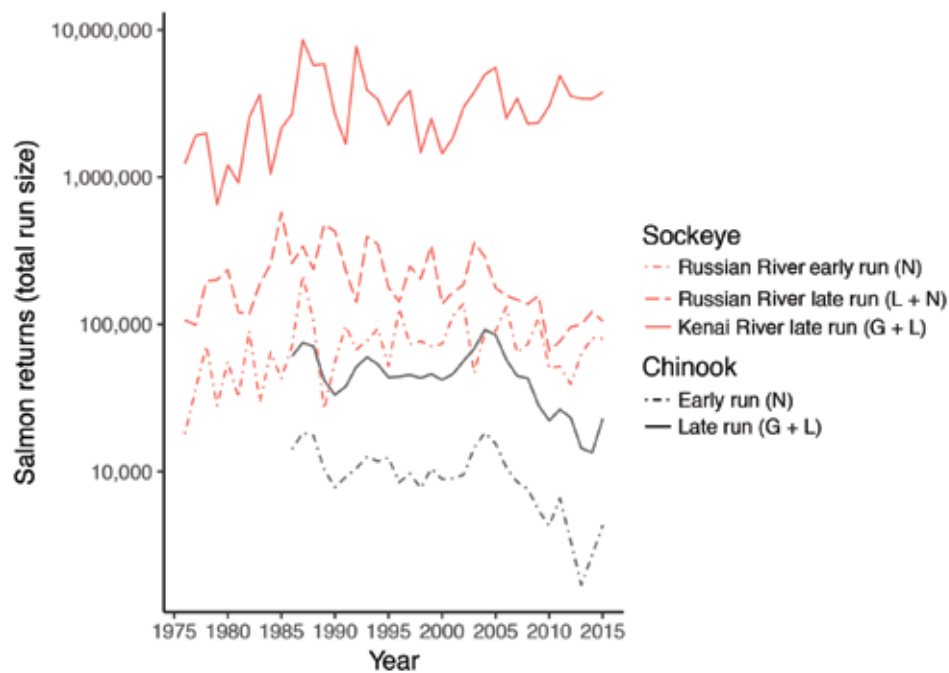 Salmon returns (total run size)
10,000,000
1,000,000
100,000
10,000
1975 1980 1985 1990 1995 2000 2005 2010 2015
Year
Sockeye
Russian River early run (N)
Russian River late run (L + N)
Kenai River late run (G + L)
Chinook
Early run (N)
Late run (G + L)